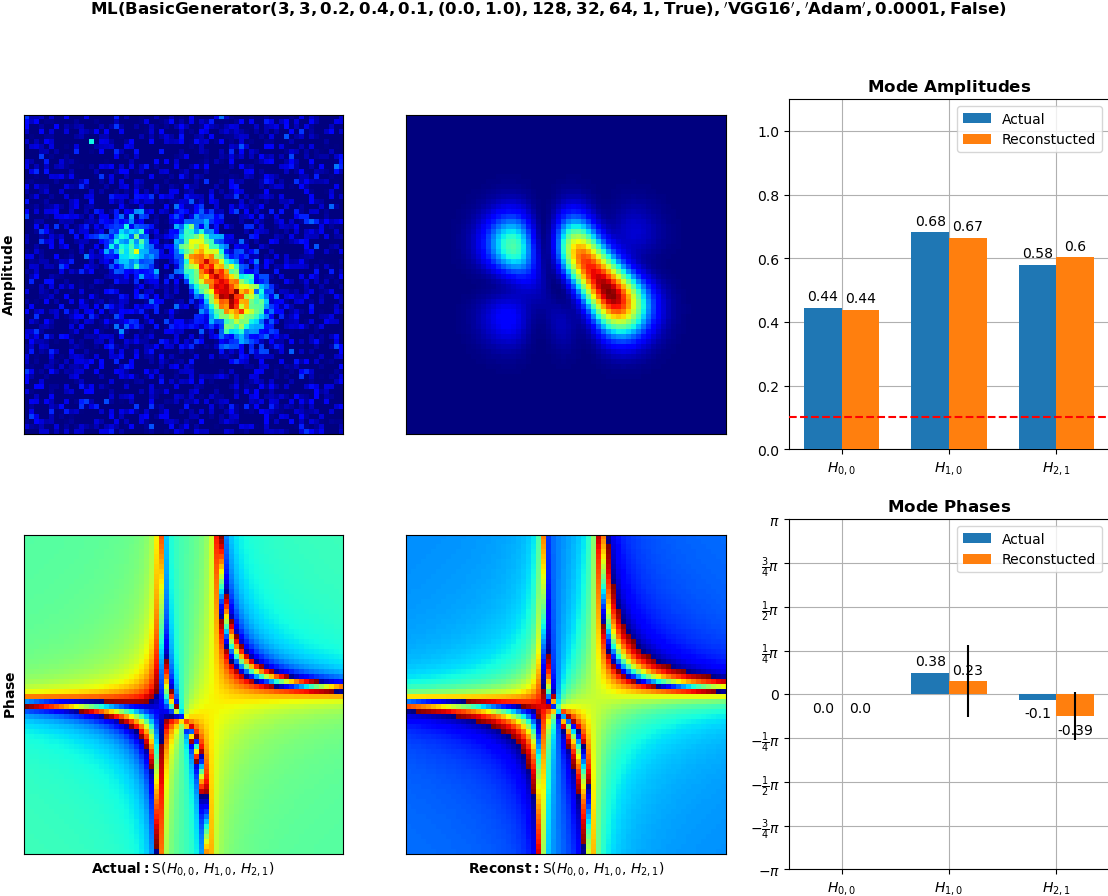 ML(BasicGenerator(3, 3, 0.2, 0.4, 0.1, (0.0, 1.0), 128, 32, 64, 1, True), ′VGG16′, ′Adam′, 0.0001, False)
Amplitude
Mode Amplitudes
Actual
Reconstucted
1.0
0.8
0.6
0.4
0.2
0.0
0.44
0.44
0.68
0.67
0.58
0.6
H0,0
H1,0
H2,1
Phase
Actual: S(H0,0, H1,0, H2,1)
Reconst: S(H0,0, H1,0, H2,1)
Mode Phases
Actual
Reconstucted
π
3/4π
1/2π
1/4π
0
−1/4π
−1/2π
−3/4π
−π
0.0
0.0
0.38
0.23
-0.1
-0.39
H0,0
H1,0
H2,1